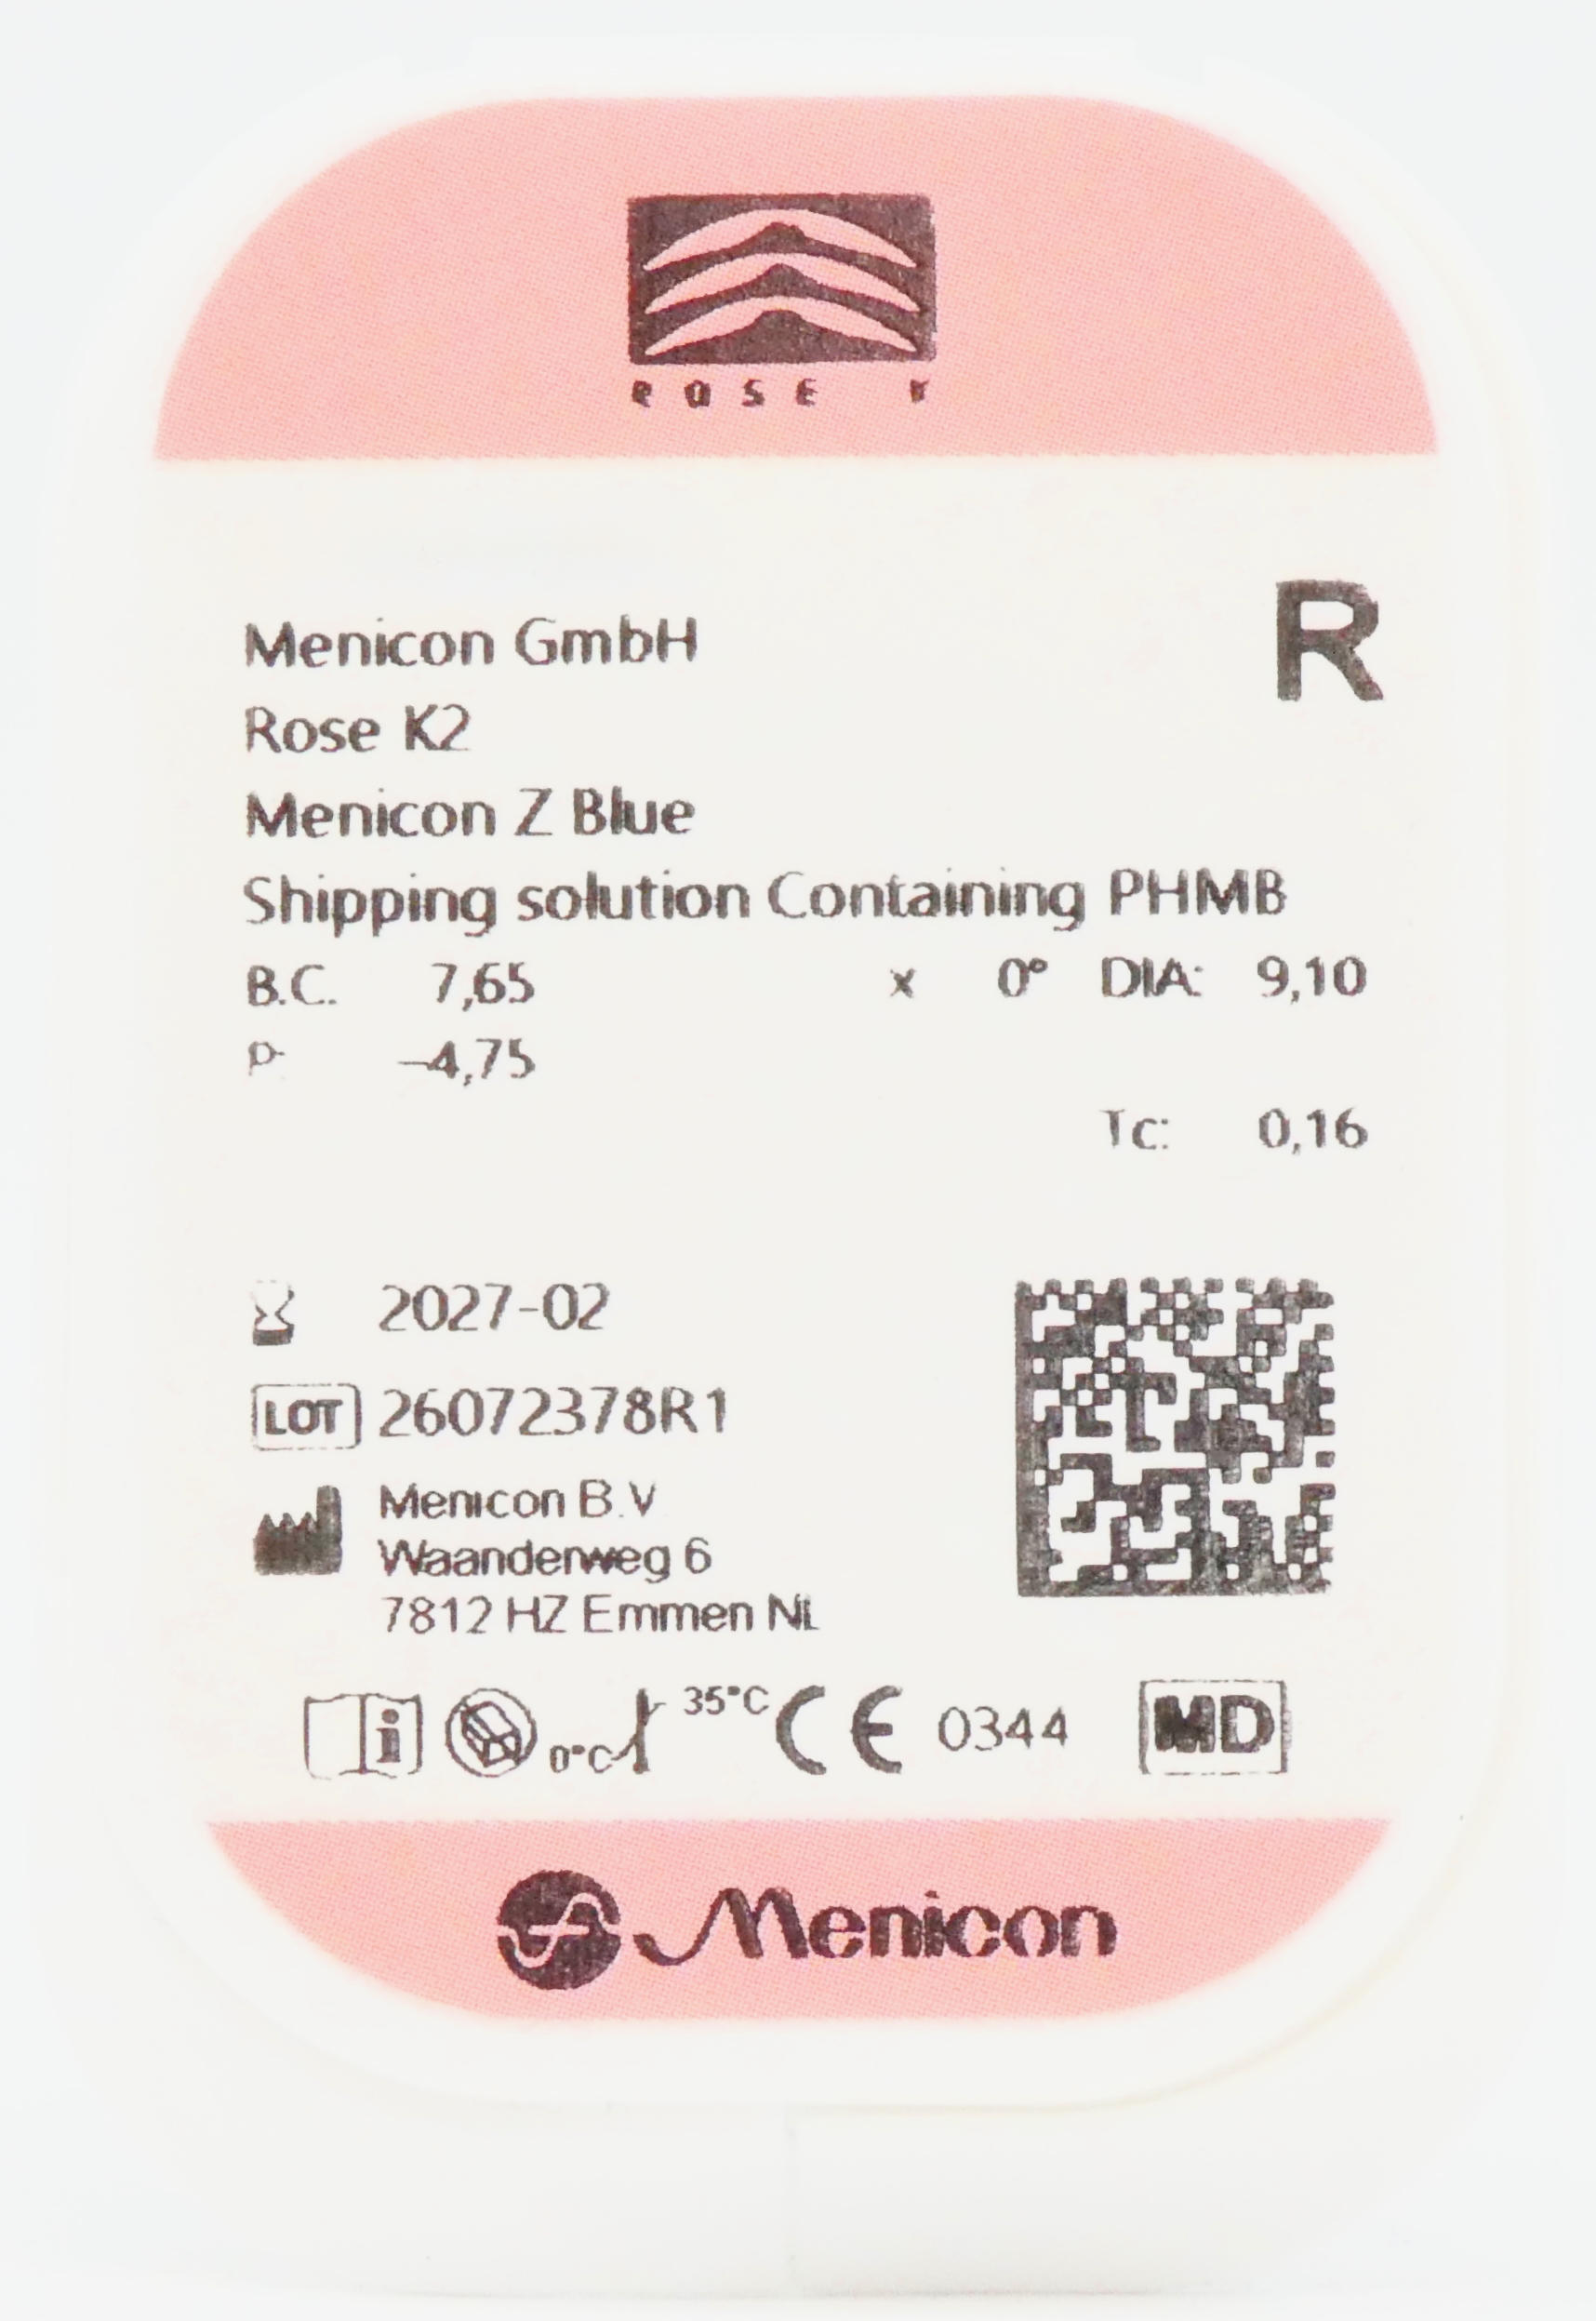 ROSE K
R
Menicon GmbH
Rose K2
Menicon Z Blue
Shipping solution Containing PHMB
B.C. 7,65 x 0° DIA: 9,10
P: -4,75
Tc: 0,16
2027-02
LOT 26072378R1
Menicon B.V
Waanderweg 6
7812 HZ Emmen NL
i 0°C 35°C CE 0344 MD
Menicon